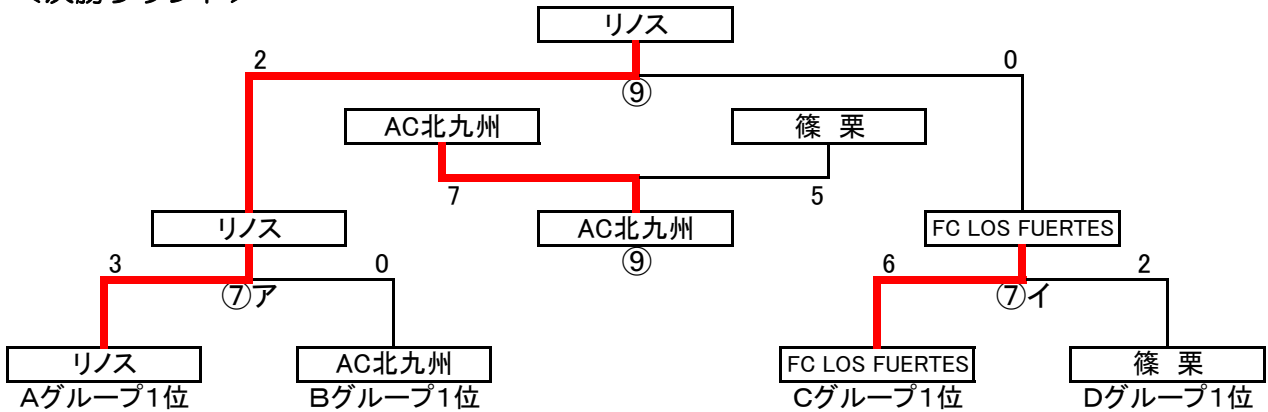 リノス
2
0
⑨
AC北九州
篠 栗
7
5
リノス
AC北九州
FC LOS FUERTES
⑨
3
0
6
2
⑦ア
⑦イ
リノス
AC北九州
FC LOS FUERTES
篠 栗
Aグループ1位
Bグループ1位
Cグループ1位
Dグループ1位